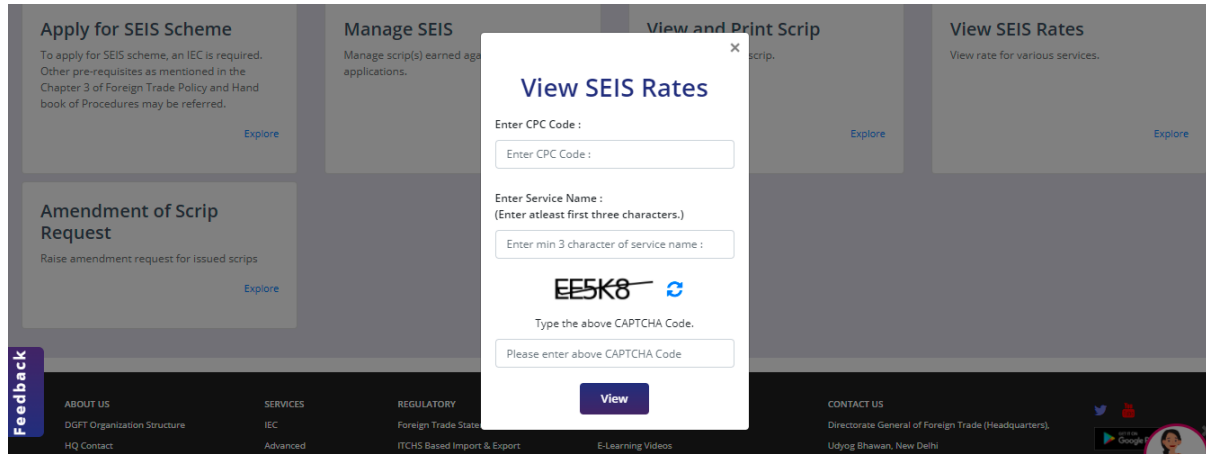 Apply for SEIS Scheme
To apply for SEIS scheme, an IEC is required.
Other pre-requisites as mentioned in the
Chapter 3 of Foreign Trade Policy and Hand
book of Procedures may be referred.
Explore
Manage SEIS
Manage scrip(s) earned
applications.
View and Print Scrip
scrip.
Explore
View SEIS Rates
View rate for various services.
Explore
Amendment of Scrip
Request
Raise amendment request for issued scrips
Explore
×
View SEIS Rates
Enter CPC Code :
Enter CPC Code :
Enter Service Name :
(Enter atleast first three characters.)
Enter min 3 character of service name :
EE5K8
Type the above CAPTCHA Code.
Please enter above CAPTCHA Code
View
Feedback
ABOUT US
DGFT Organization Structure
HQ Contact
SERVICES
IEC
Advanced
REGULATORY
Foreign Trade
ITCHS Based Import & Export
E-Learning Videos
CONTACT US
Directorate General of Foreign Trade (Headquarters),
Udyog Bhawan, New Delhi
GET IT ON
Google